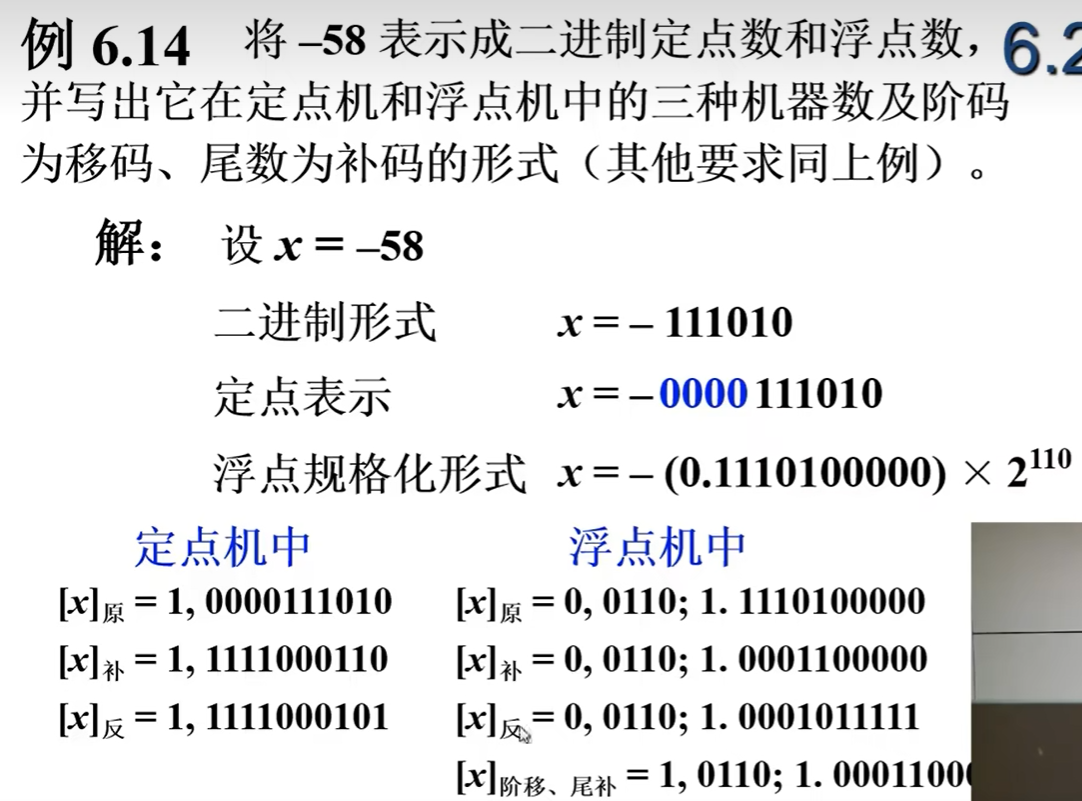 例 6.14 将 –58 表示成二进制定点数和浮点数, 6.2
并写出它在定点机和浮点机中的三种机器数及阶码
为移码、尾数为补码的形式（其他要求同上例）。
解： 设 x = –58
二进制形式 x = – 111010
定点表示 x = – 0000 111010
浮点规格化形式 x = – (0.1110100000) × 2^110
定点机中 浮点机中
[x]原 = 1, 0000111010 [x]原 = 0, 0110; 1. 1110100000
[x]补 = 1, 1111000110 [x]补 = 0, 0110; 1. 0001100000
[x]反 = 1, 1111000101 [x]反 = 0, 0110; 1. 0001011111
[x]阶移、尾补 = 1, 0110; 1. 00011000